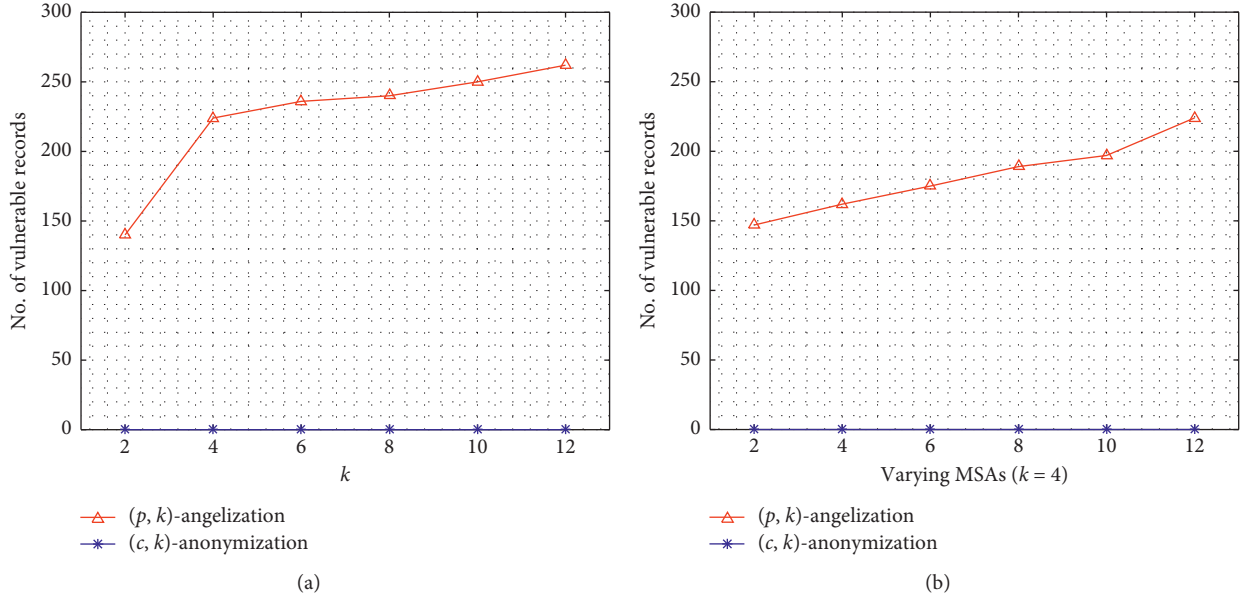 300
250
200
150
100
50
0
No. of vulnerable records
2 4 6 8 10 12
k
(p, k)-angelization
(c, k)-anonymization
(a)
300
250
200
150
100
50
0
No. of vulnerable records
2 4 6 8 10 12
Varying MSAs (k = 4)
(p, k)-angelization
(c, k)-anonymization
(b)